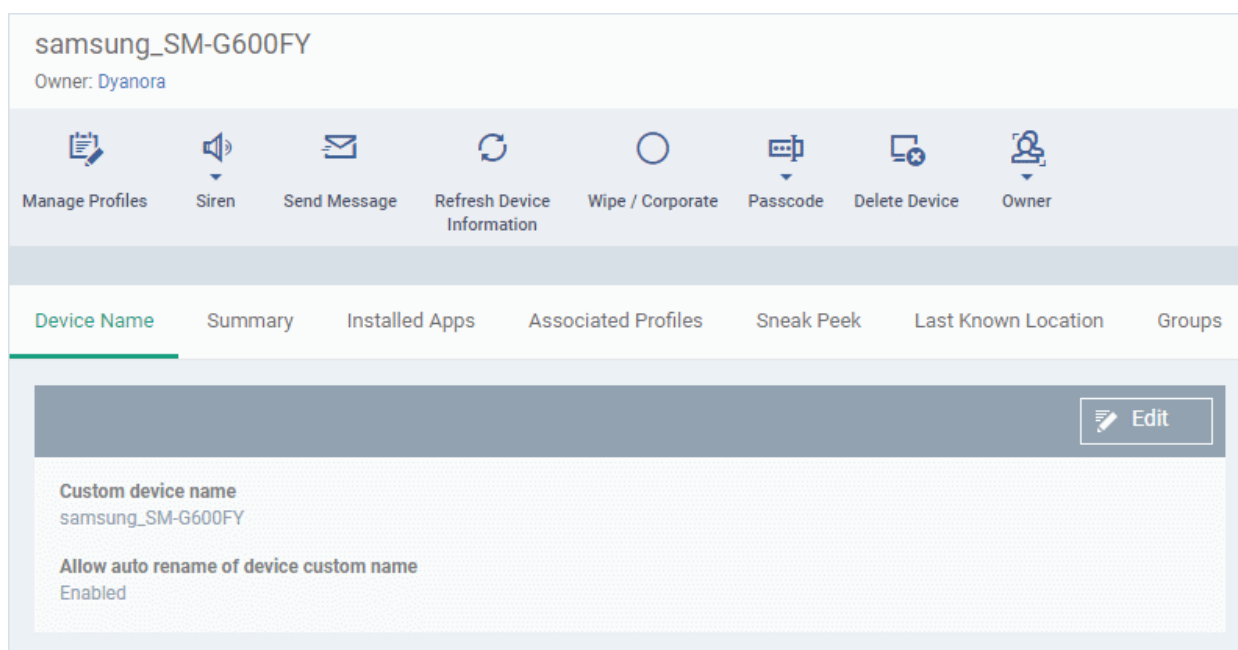 samsung_SM-G600FY
Owner: Dyanora
Manage Profiles
Siren
Send Message
Refresh Device
Information
Wipe / Corporate
Passcode
Delete Device
Owner
Device Name
Summary
Installed Apps
Associated Profiles
Sneak Peek
Last Known Location
Groups
Edit
Custom device name
samsung_SM-G600FY
Allow auto rename of device custom name
Enabled